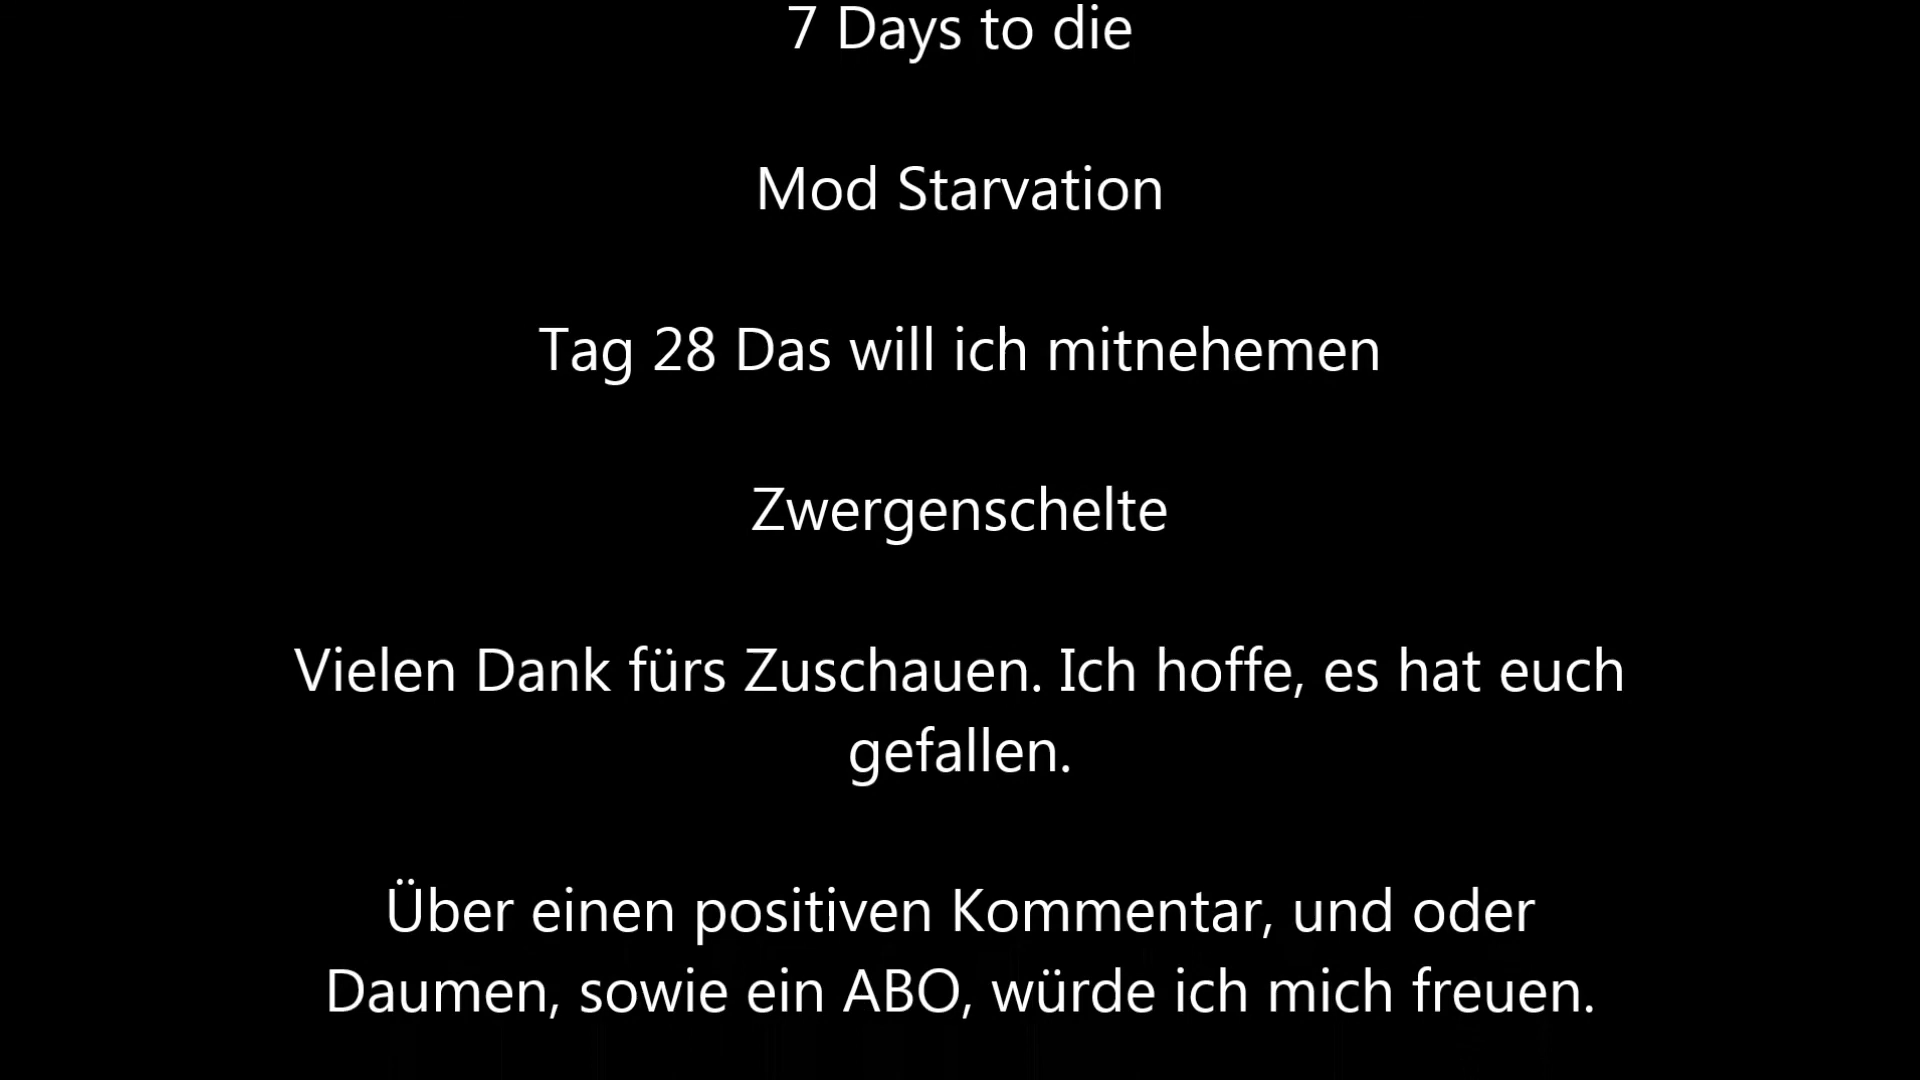 7 Days to die
Mod Starvation
Tag 28 Das will ich mitnehemen
Zwergenschelte
Vielen Dank fürs Zuschauen. Ich hoffe, es hat euch
gefallen.
Über einen positiven Kommentar, und oder
Daumen, sowie ein ABO, würde ich mich freuen.